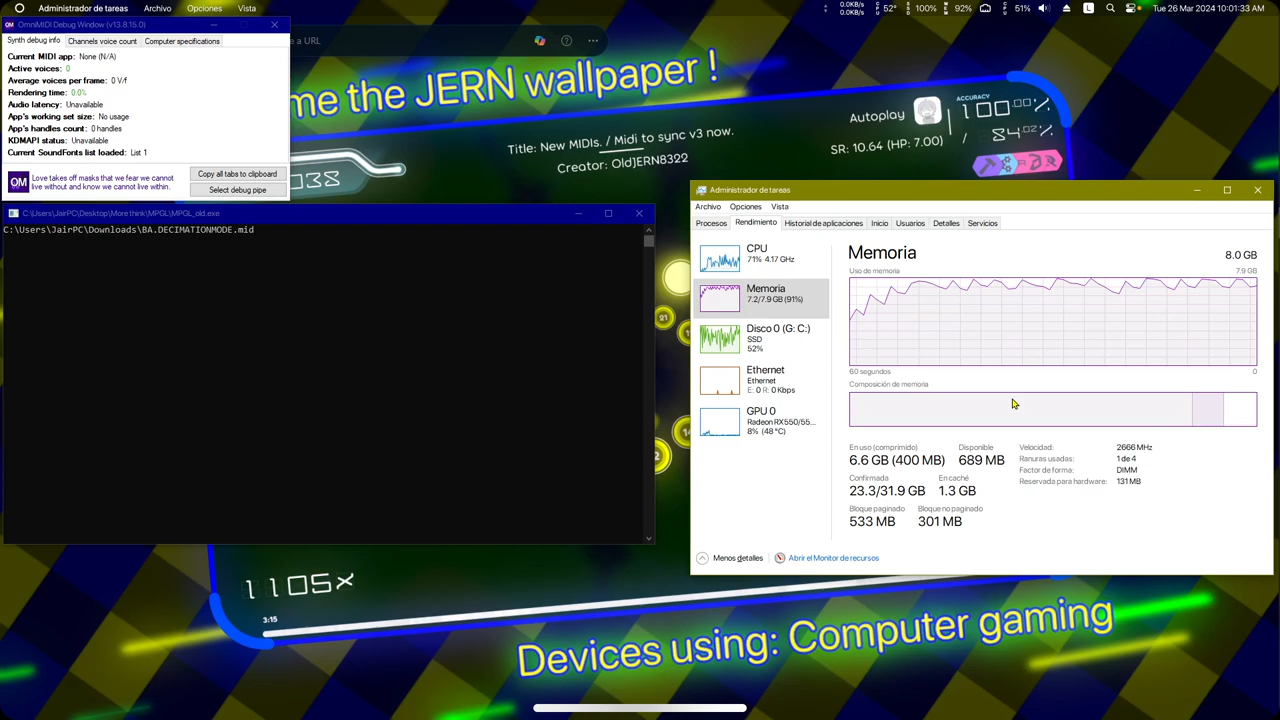 Administrador de tareas Archivo Opciones Vista
0.0KB/s
0.0KB/s
52° 100% 92% 51% L Tue 26 Mar 2024 10:01:33 AM
OM OmniMIDI Debug Window (v13.8.15.0)
Synth debug info Channels voice count Computer specifications
Current MIDI app: None (N/A)
Active voices: 0
Average voices per frame: 0 V/f
Rendering time: 0.0%
Audio latency: Unavailable
App's working set size: No usage
App's handles count: 0 handles
KDMAPI status: Unavailable
Current SoundFonts list loaded: List 1
Copy all tabs to clipboard
OM Love takes off masks that we fear we cannot
live without and know we cannot live within.
Select debug pipe
e a URL
me the JERN wallpaper !
Title: New MIDIs. / Midi to sync v3 now.
Creator: OldJERN8322
Autoplay
ACCURACY
100.00%
/ 84.02%
SR: 10.64 (HP: 7.00)
038
C:\Users\JairPC\Desktop\More think\MPGL\MPGL_old.exe
C:\Users\JairPC\Downloads\BA.DECIMATIONMODE.mid
21
14
2
Administrador de tareas
Archivo Opciones Vista
Procesos Rendimiento Historial de aplicaciones Inicio Usuarios Detalles Servicios
CPU
71% 4.17 GHz
Memoria
7.2/7.9 GB (91%)
Disco 0 (G: C:)
SSD
52%
Ethernet
Ethernet
E: 0 R: 0 Kbps
GPU 0
Radeon RX550/55...
8% (48 °C)
Memoria 8.0 GB
Uso de memoria 7.9 GB
60 segundos 0
Composición de memoria
En uso (comprimido) Disponible
6.6 GB (400 MB) 689 MB
Confirmada En caché
23.3/31.9 GB 1.3 GB
Bloque paginado Bloque no paginado
533 MB 301 MB
Velocidad: 2666 MHz
Ranuras usadas: 1 de 4
Factor de forma: DIMM
Reservada para hardware: 131 MB
Menos detalles Abrir el Monitor de recursos
1105x
3:15
Devices using: Computer gaming